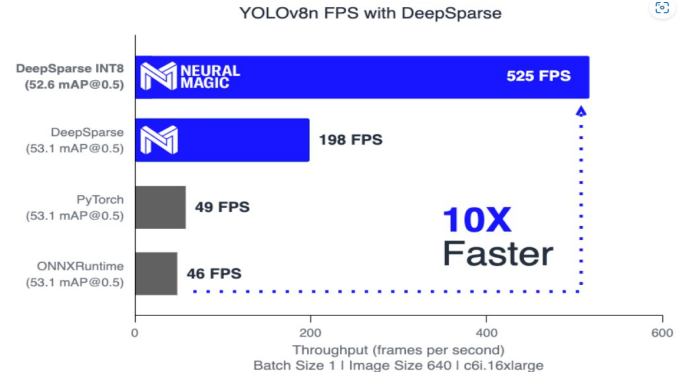 YOLOv8n FPS with DeepSparse
DeepSparse INT8
(52.6 mAP@0.5)
NEURAL
MAGIC
525 FPS
DeepSparse
(53.1 mAP@0.5)
198 FPS
PyTorch
(53.1 mAP@0.5)
49 FPS
10X
Faster
ONNXRuntime
(53.1 mAP@0.5)
46 FPS
0
200
400
600
Throughput (frames per second)
Batch Size 1 | Image Size 640 | c6i.16xlarge